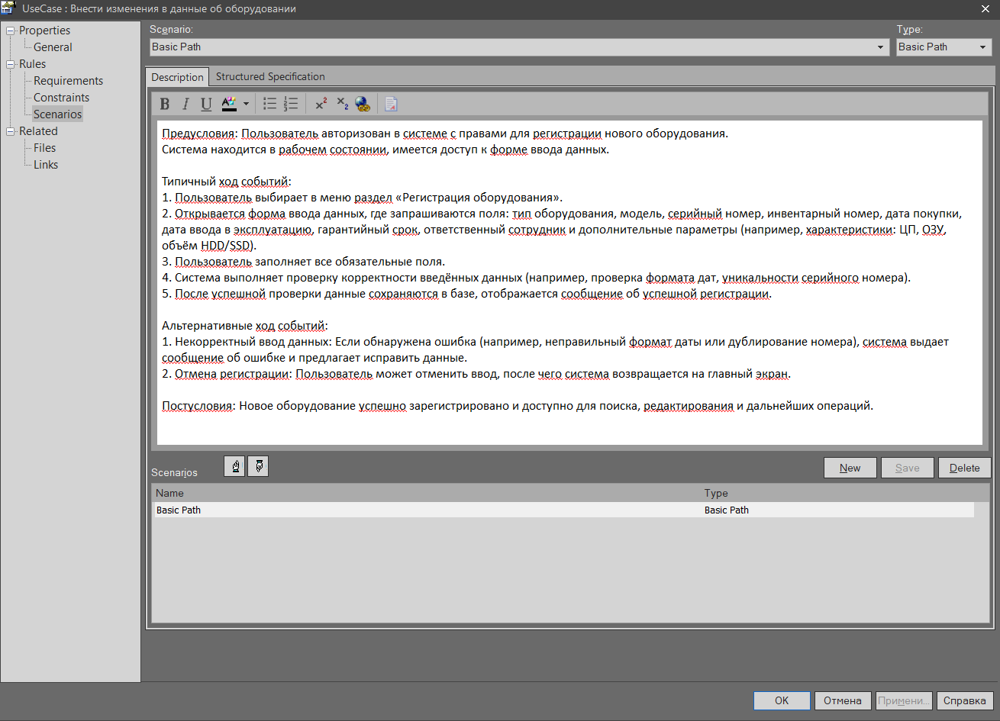 UseCase : Внести изменения в данные об оборудовании
Properties
General
Rules
Requirements
Constraints
Scenarios
Related
Files
Links
Scenario:
Type:
Basic Path
Basic Path
Description
Structured Specification
Предусловия: Пользователь авторизован в системе с правами для регистрации нового оборудования.
Система находится в рабочем состоянии, имеется доступ к форме ввода данных.
Типичный ход событий:
1. Пользователь выбирает в меню раздел «Регистрация оборудования».
2. Открывается форма ввода данных, где запрашиваются поля: тип оборудования, модель, серийный номер, инвентарный номер, дата покупки,
дата ввода в эксплуатацию, гарантийный срок, ответственный сотрудник и дополнительные параметры (например, характеристики: ЦП, ОЗУ,
объём HDD/SSD).
3. Пользователь заполняет все обязательные поля.
4. Система выполняет проверку корректности введённых данных (например, проверка формата дат, уникальности серийного номера).
5. После успешной проверки данные сохраняются в базе, отображается сообщение об успешной регистрации.
Альтернативные ход событий:
1. Некорректный ввод данных: Если обнаружена ошибка (например, неправильный формат даты или дублирование номера), система выдает
сообщение об ошибке и предлагает исправить данные.
2. Отмена регистрации: Пользователь может отменить ввод, после чего система возвращается на главный экран.
Постусловия: Новое оборудование успешно зарегистрировано и доступно для поиска, редактирования и дальнейших операций.
Scenarios
New
Save
Delete
Name
Type
Basic Path
Basic Path
OK
Отмена
Примени...
Справка